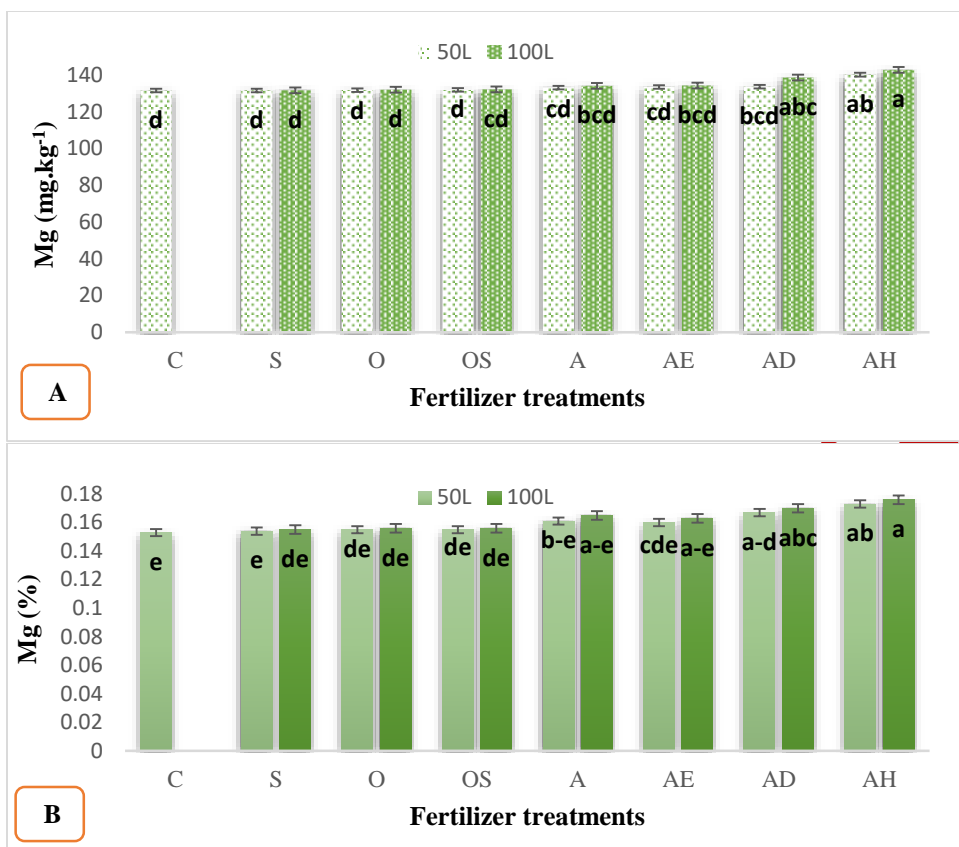 50L 100L
140
120
100
80
60
40
20
0
Mg (mg.kg⁻¹)
d d d d d d cd cd bcd cd bcd bcd abc ab a
C S O OS A AE AD AH
Fertilizer treatments
A
50L 100L
0.18
0.16
0.14
0.12
0.1
0.08
0.06
0.04
0.02
0
Mg (%)
e e de de de de de b-e a-e cde a-e a-d abc ab a
C S O OS A AE AD AH
Fertilizer treatments
B